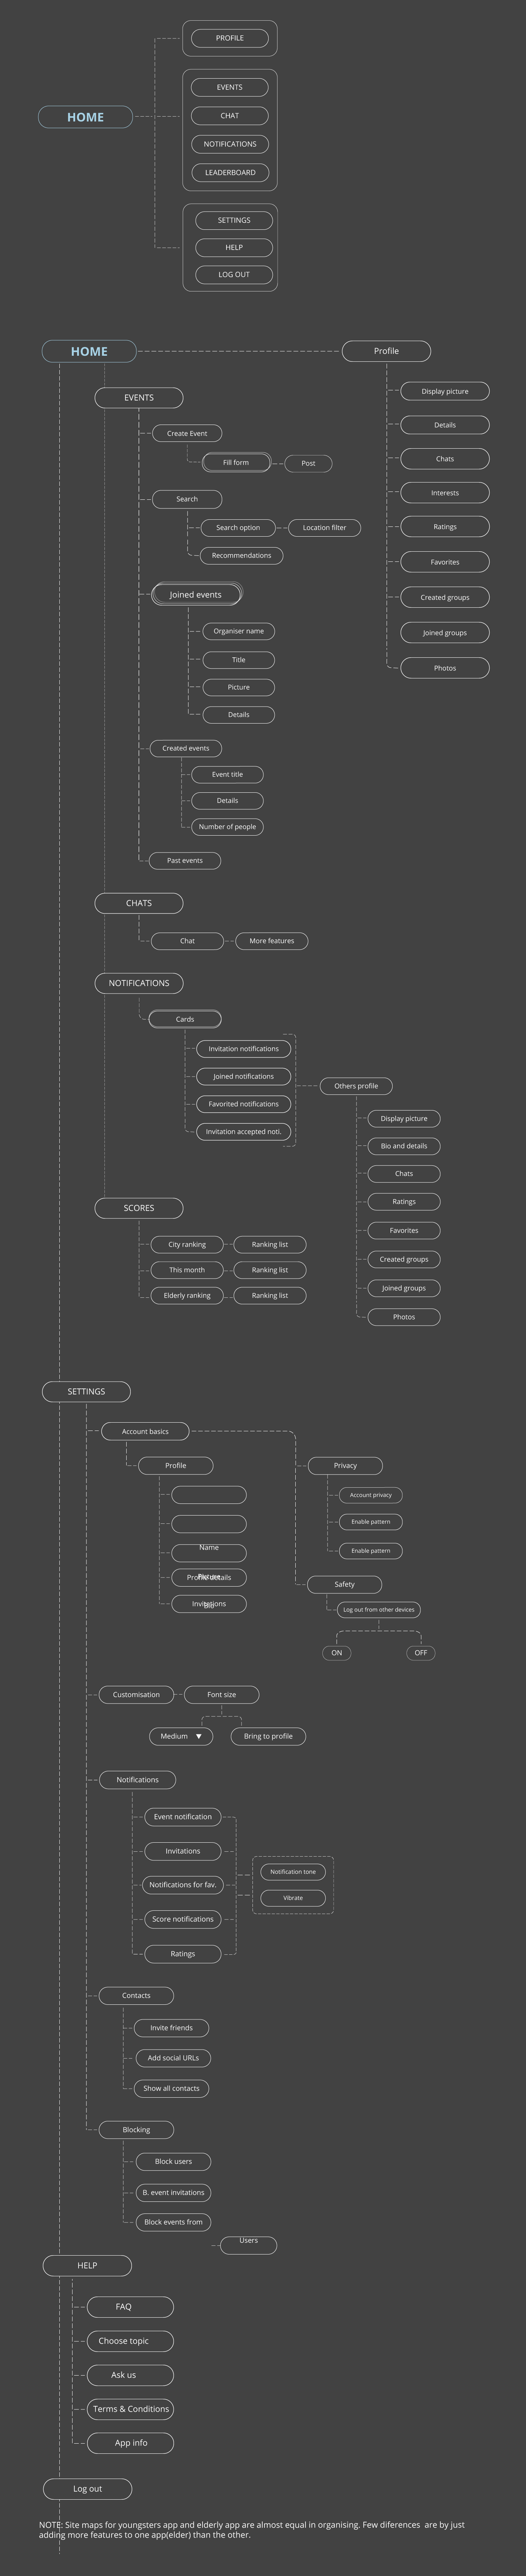 PROFILE
EVENTS
HOME
CHAT
NOTIFICATIONS
LEADERBOARD
SETTINGS
HELP
LOG OUT
HOME
Profile
Display picture
Details
Chats
Interests
Ratings
Favorites
Created groups
Joined groups
Photos
EVENTS
Create Event
Fill form
Post
Search
Search option
Location filter
Recommendations
Joined events
Organiser name
Title
Picture
Details
Created events
Event title
Details
Number of people
Past events
CHATS
Chat
More features
NOTIFICATIONS
Cards
Invitation notifications
Joined notifications
Favorited notifications
Invitation accepted noti.
Others profile
Display picture
Bio and details
Chats
Ratings
Favorites
Created groups
Joined groups
Photos
SCORES
City ranking
Ranking list
This month
Ranking list
Elderly ranking
Ranking list
SETTINGS
Account basics
Profile
Name
Picture
Profile details
Invitations
Bio
Privacy
Account privacy
Enable pattern
Enable pattern
Safety
Log out from other devices
ON
OFF
Customisation
Font size
Medium ▼
Bring to profile
Notifications
Event notification
Invitations
Notifications for fav.
Score notifications
Ratings
Notification tone
Vibrate
Contacts
Invite friends
Add social URLs
Show all contacts
Blocking
Block users
B. event invitations
Block events from
Users
HELP
FAQ
Choose topic
Ask us
Terms & Conditions
App info
Log out
NOTE: Site maps for youngsters app and elderly app are almost equal in organising. Few diferences are by just
adding more features to one app(elder) than the other.